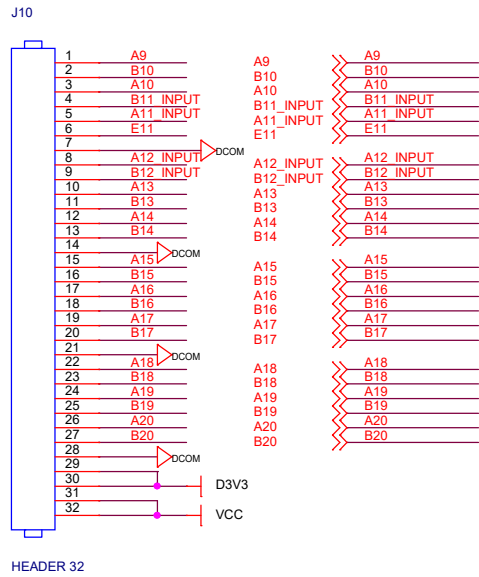 J10
1 A9 A9 A9
2 B10 B10 B10
3 A10 A10 A10
4 B11_INPUT B11_INPUT B11_INPUT
5 A11_INPUT A11_INPUT A11_INPUT
6 E11 E11 E11
7 DCOM
8 A12_INPUT A12_INPUT A12_INPUT
9 B12_INPUT B12_INPUT B12_INPUT
10 A13 A13 A13
11 B13 B13 B13
12 A14 A14 A14
13 B14 B14 B14
14 DCOM
15 A15 A15 A15
16 B15 B15 B15
17 A16 A16 A16
18 B16 B16 B16
19 A17 A17 A17
20 B17 B17 B17
21 DCOM
22 A18 A18 A18
23 B18 B18 B18
24 A19 A19 A19
25 B19 B19 B19
26 A20 A20 A20
27 B20 B20 B20
28 DCOM
29
30 D3V3
31
32 VCC
HEADER 32